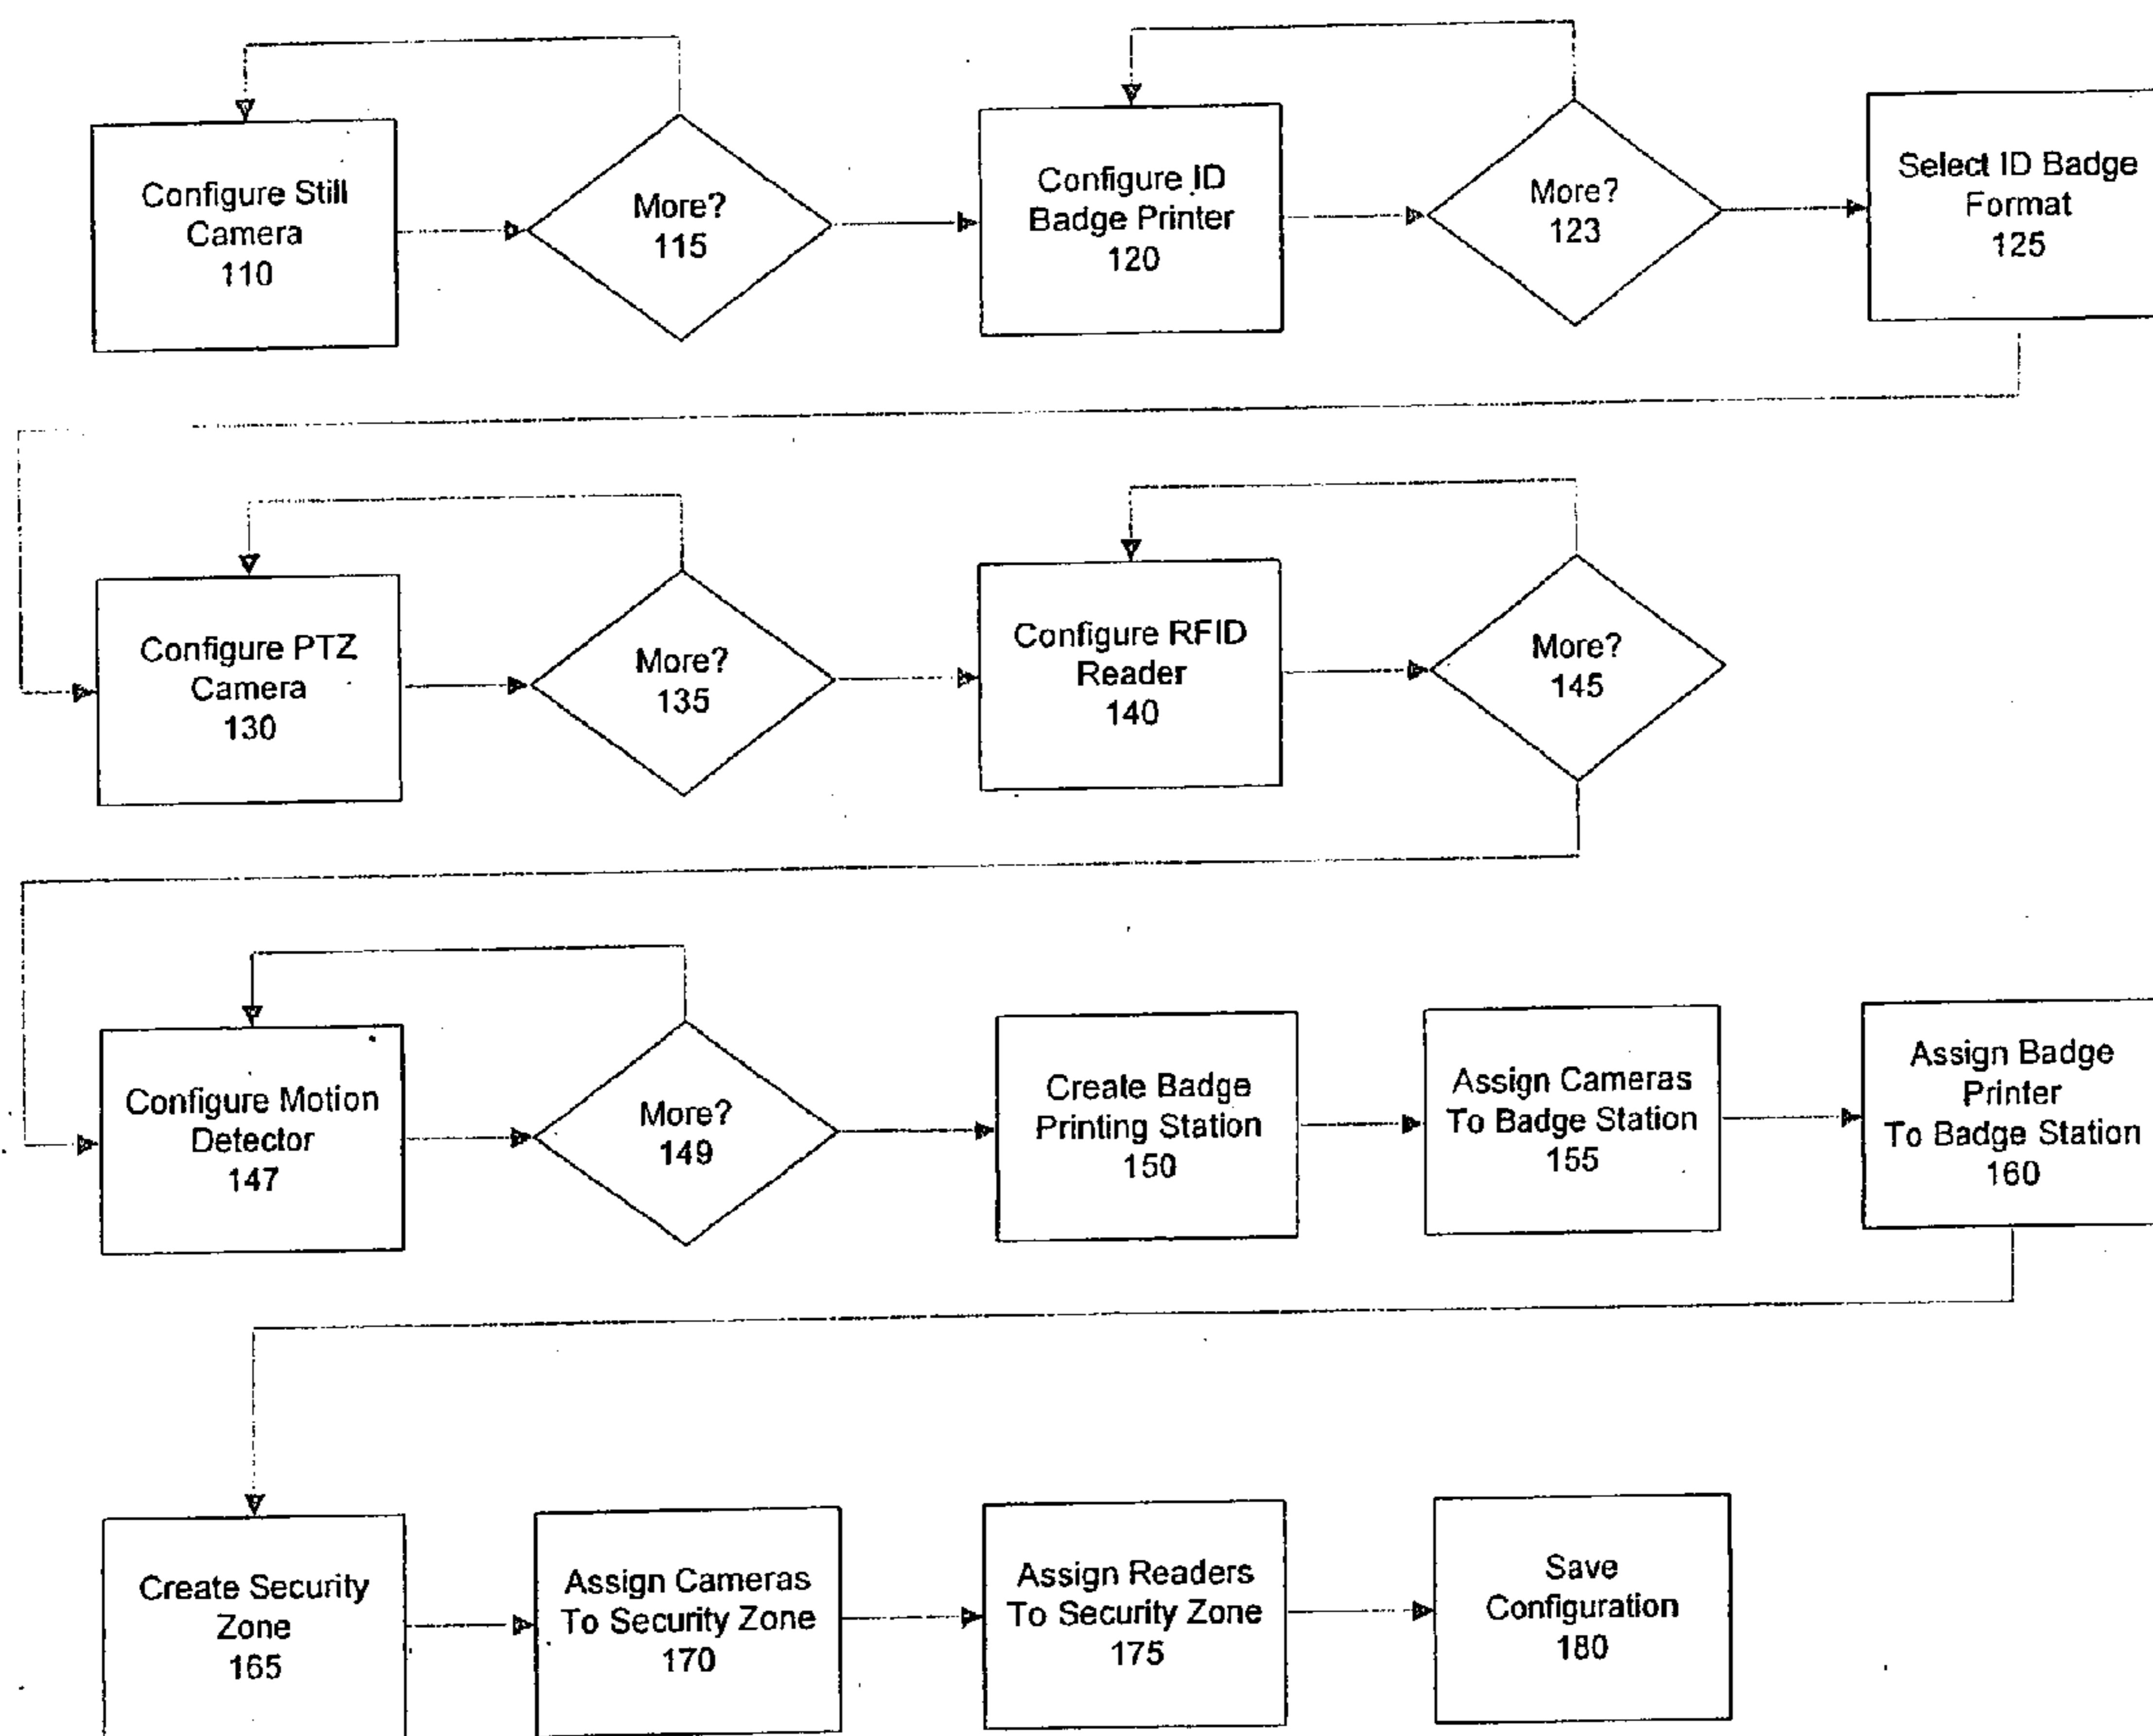 Configure Still
Camera
110
More?
115
Configure ID
Badge Printer
120
More?
123
Select ID Badge
Format
125
Configure PTZ
Camera
130
More?
135
Configure RFID
Reader
140
More?
145
Configure Motion
Detector
147
More?
149
Create Badge
Printing Station
150
Assign Cameras
To Badge Station
155
Assign Badge
Printer
To Badge Station
160
Create Security
Zone
165
Assign Cameras
To Security Zone
170
Assign Readers
To Security Zone
175
Save
Configuration
180